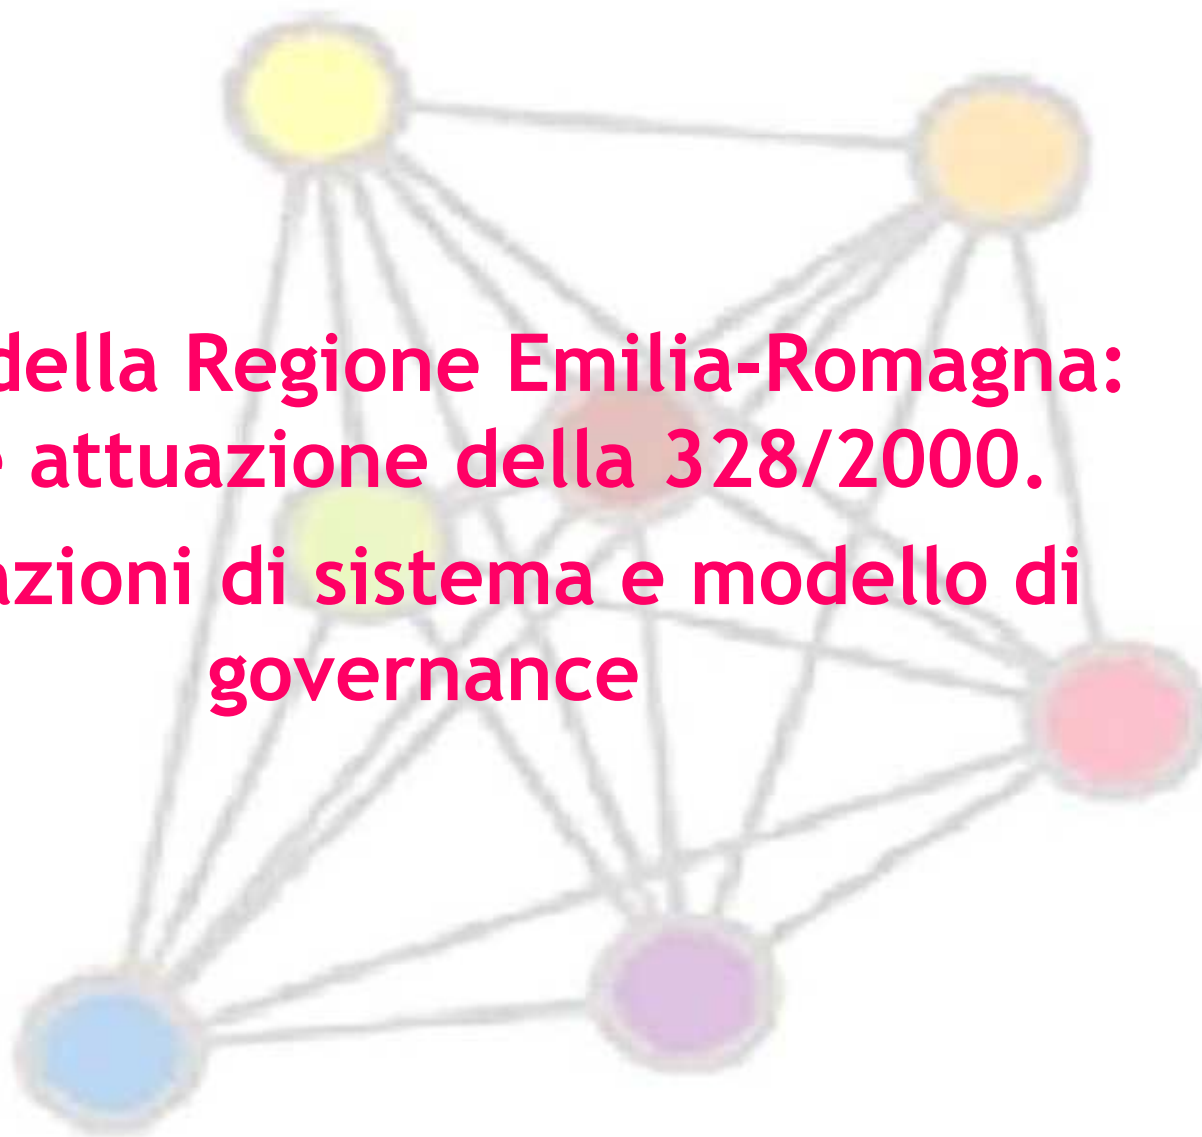 della Regione Emilia-Romagna:
attuazione della 328/2000.
azioni di sistema e modello di
governance